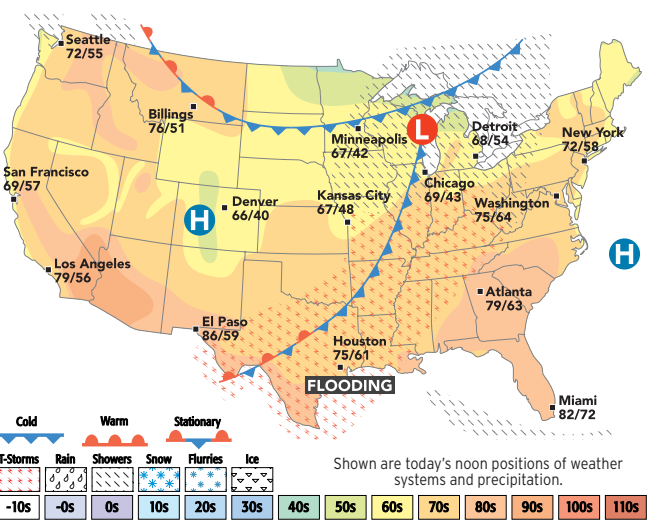 Seattle
72/55
Billings
76/51
L
Minneapolis
67/42
Detroit
68/54
New York
72/58
San Francisco
69/57
H
Denver
66/40
Kansas City
67/48
Chicago
69/43
Washington
75/64
H
Los Angeles
79/56
El Paso
86/59
Atlanta
79/63
Houston
75/61
FLOODING
Miami
82/72
Cold
Warm
Stationary
T-Storms
Rain
Showers
Snow
Flurries
Ice
Shown are today's noon positions of weather
systems and precipitation.
-10s -0s 0s 10s 20s 30s 40s 50s 60s 70s 80s 90s 100s 110s